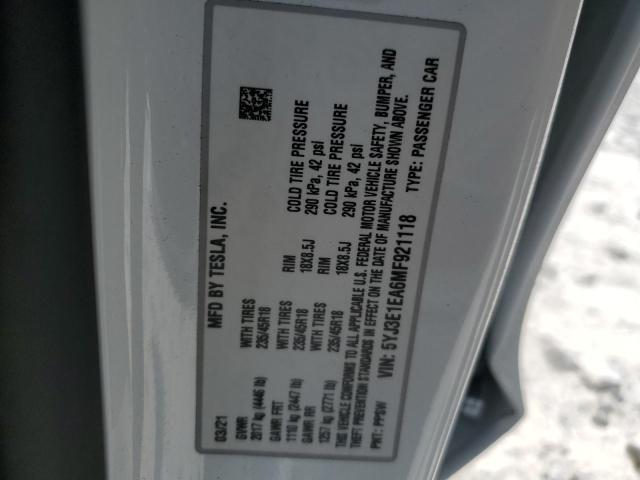 MFD BY TESLA, INC.
03/21
GVWR
2017 kg (4446 lb)
WITH TIRES
235/45R18
RIM
18X8.5J
COLD TIRE PRESSURE
290 kPa, 42 psi
GAWR FRT
1110 kg (2447 lb)
WITH TIRES
235/45R18
RIM
18X8.5J
COLD TIRE PRESSURE
290 kPa, 42 psi
GAWR RR
1257 kg (2771 lb)
WITH TIRES
235/45R18
THIS VEHICLE CONFORMS TO ALL APPLICABLE U.S. FEDERAL MOTOR VEHICLE SAFETY, BUMPER, AND
THEFT PREVENTION STANDARDS IN EFFECT ON THE DATE OF MANUFACTURE SHOWN ABOVE.
PNT: PPSW
VIN: 5YJ3E1EA6MF921118
TYPE: PASSENGER CAR